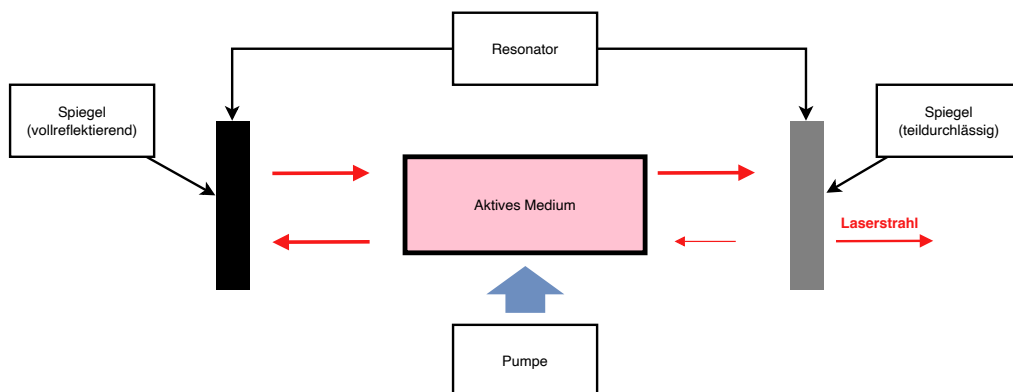 Resonator
Spiegel
(vollreflektierend)
Spiegel
(teildurchlässig)
Aktives Medium
Laserstrahl
Pumpe